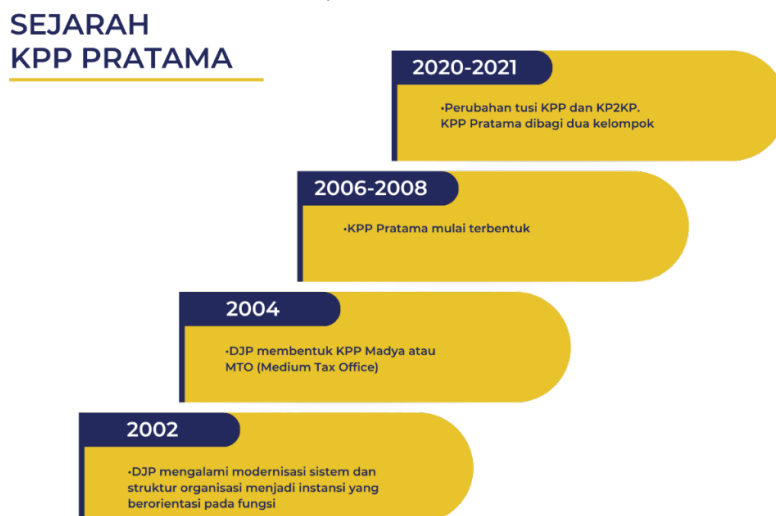 SEJARAH
KPP PRATAMA
2020-2021
•Perubahan tusi KPP dan KP2KP.
KPP Pratama dibagi dua kelompok
2006-2008
•KPP Pratama mulai terbentuk
2004
•DJP membentuk KPP Madya atau
MTO (Medium Tax Office)
2002
•DJP mengalami modernisasi sistem dan
struktur organisasi menjadi instansi yang
berorientasi pada fungsi